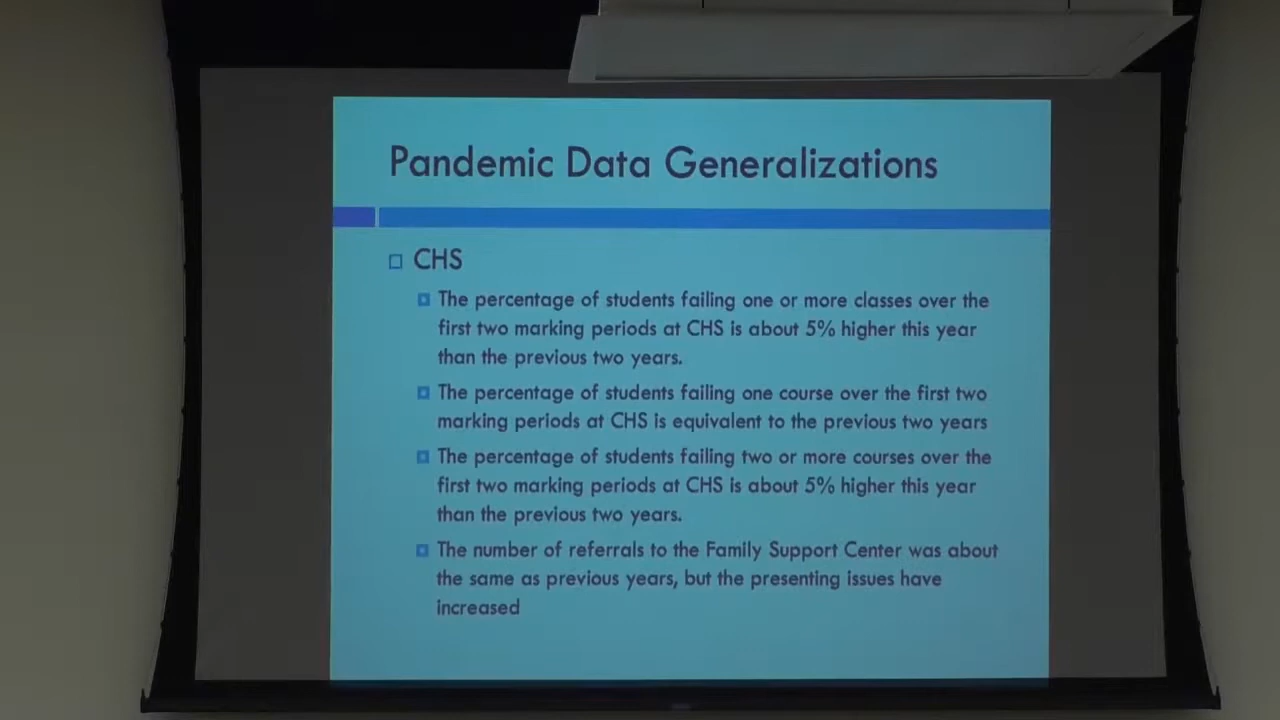 Pandemic Data Generalizations
CHS
The percentage of students failing one or more classes over the
first two marking periods at CHS is about 5% higher this year
than the previous two years.
The percentage of students failing one course over the first two
marking periods at CHS is equivalent to the previous two years
The percentage of students failing two or more courses over the
first two marking periods at CHS is about 5% higher this year
than the previous two years.
The number of referrals to the Family Support Center was about
the same as previous years, but the presenting issues have
increased